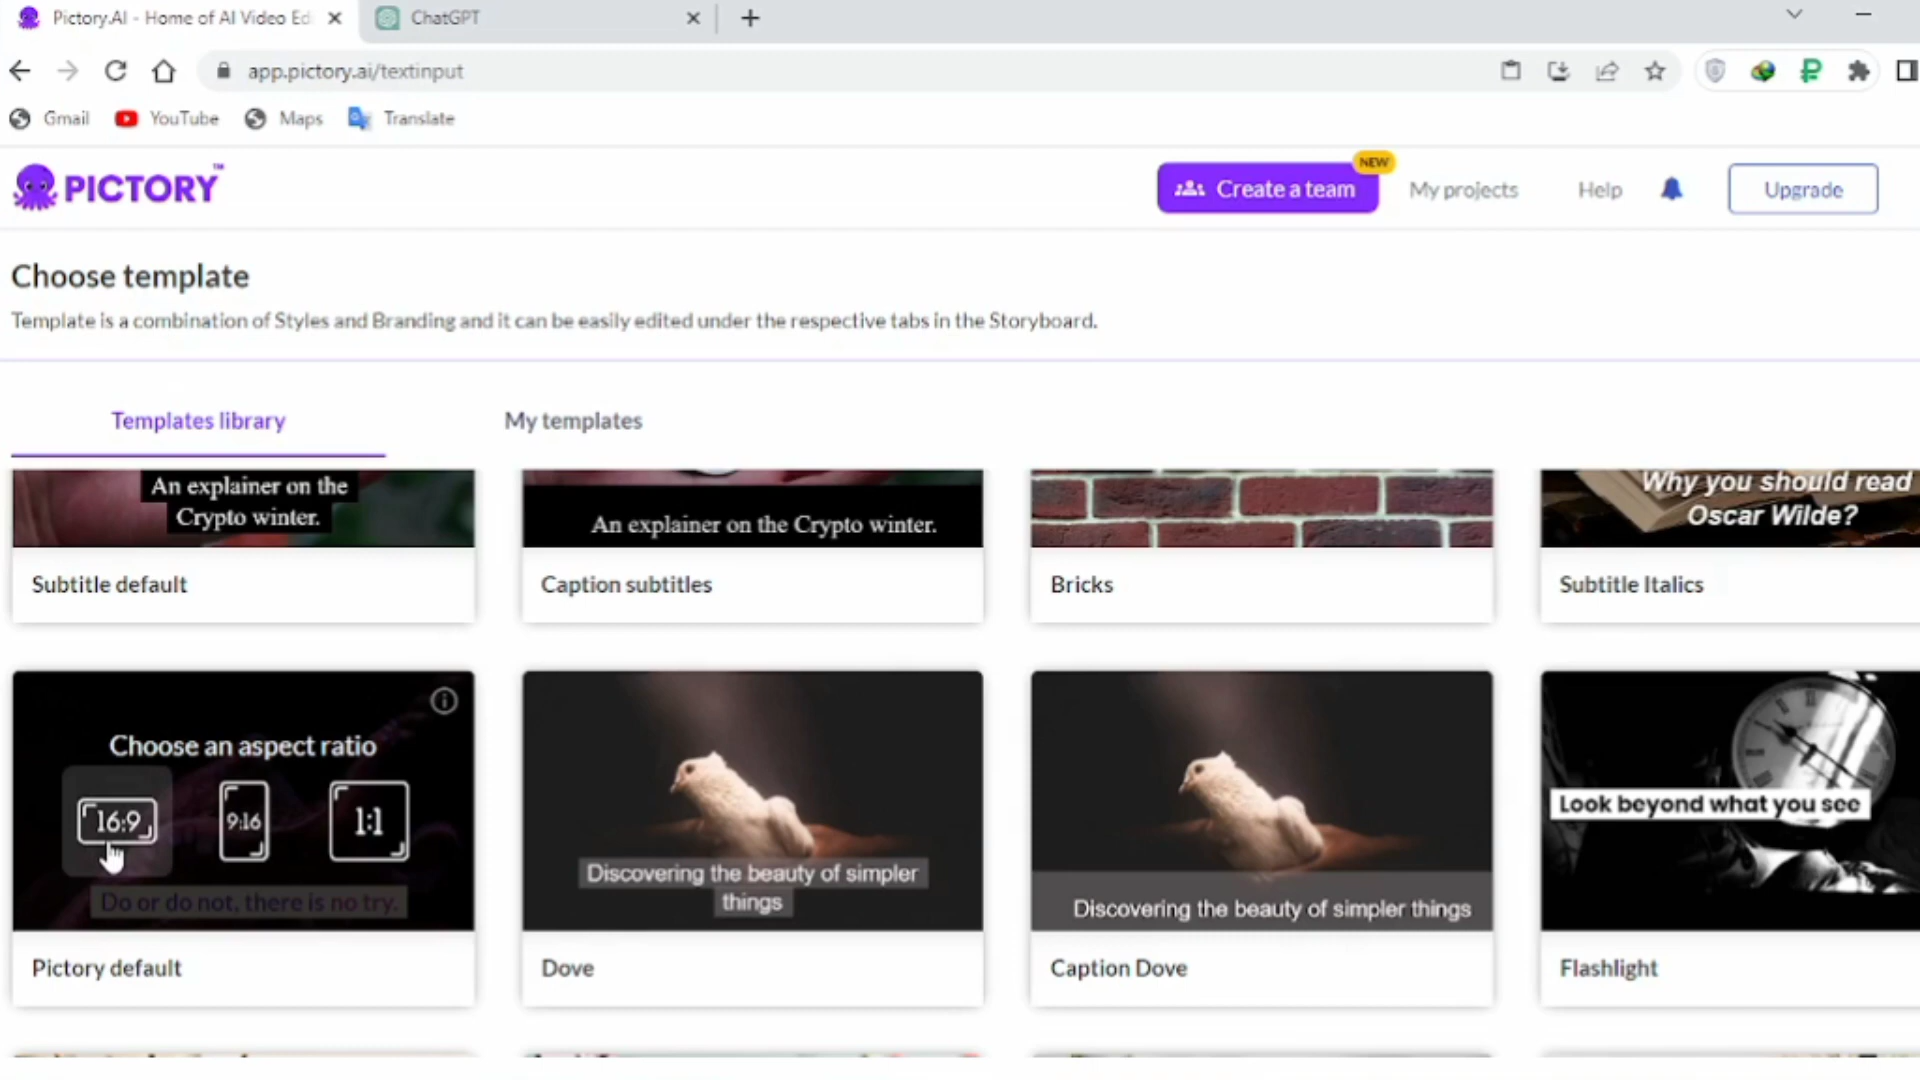 Pictory.AI - Home of AI Video Ed
ChatGPT
app.pictory.ai/textinput
Gmail
YouTube
Maps
Translate
PICTORY™
Create a team
NEW
My projects
Help
Upgrade
Choose template
Template is a combination of Styles and Branding and it can be easily edited under the respective tabs in the Storyboard.
Templates library
My templates
An explainer on the
Crypto winter.
Subtitle default
An explainer on the Crypto winter.
Caption subtitles
Bricks
Why you should read
Oscar Wilde?
Subtitle Italics
Choose an aspect ratio
16:9
9:16
1:1
Do or do not, there is no try.
Pictory default
Discovering the beauty of simpler
things
Dove
Discovering the beauty of simpler things
Caption Dove
Look beyond what you see
Flashlight